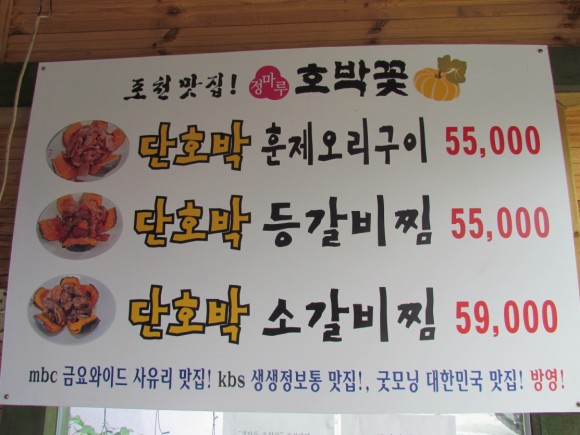 포천 맛집! 정마루 호박꽃
단호박 훈제오리구이 55,000
단호박 등갈비찜 55,000
단호박 소갈비찜 59,000
mbc 금요와이드 사유리 맛집! kbs 생생정보통 맛집!, 굿모닝 대한민국 맛집! 방영!